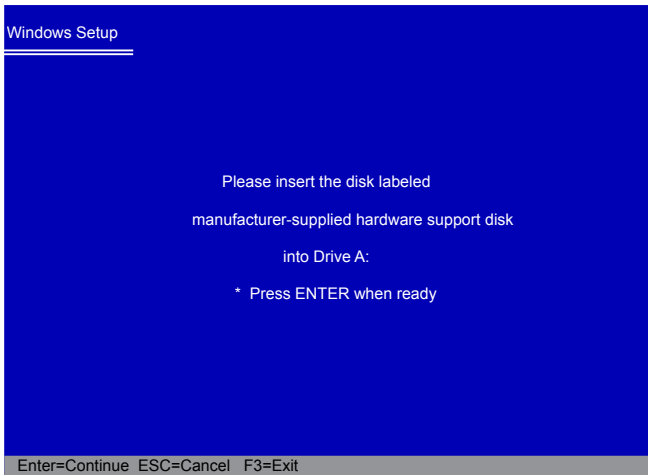 Windows Setup
Please insert the disk labeled
manufacturer-supplied hardware support disk
into Drive A:
* Press ENTER when ready
Enter=Continue ESC=Cancel F3=Exit